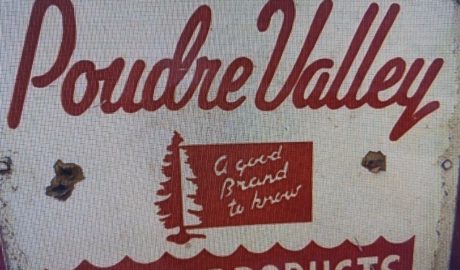 Poudre Valley
A good
Brand
to know
PRODUCTS